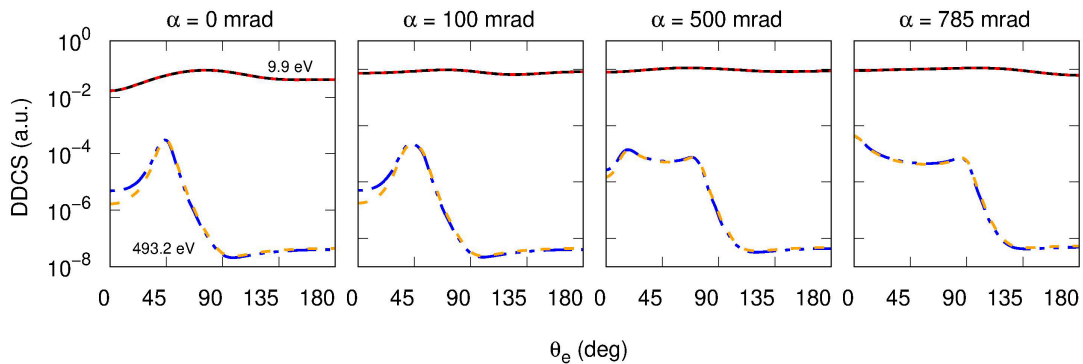 α = 0 mrad α = 100 mrad α = 500 mrad α = 785 mrad
10⁰
9.9 eV
10⁻²
DDCS (a.u.)
10⁻⁴
10⁻⁶
493.2 eV
10⁻⁸
0 45 90 135 180 0 45 90 135 180 0 45 90 135 180 0 45 90 135 180
θₑ (deg)